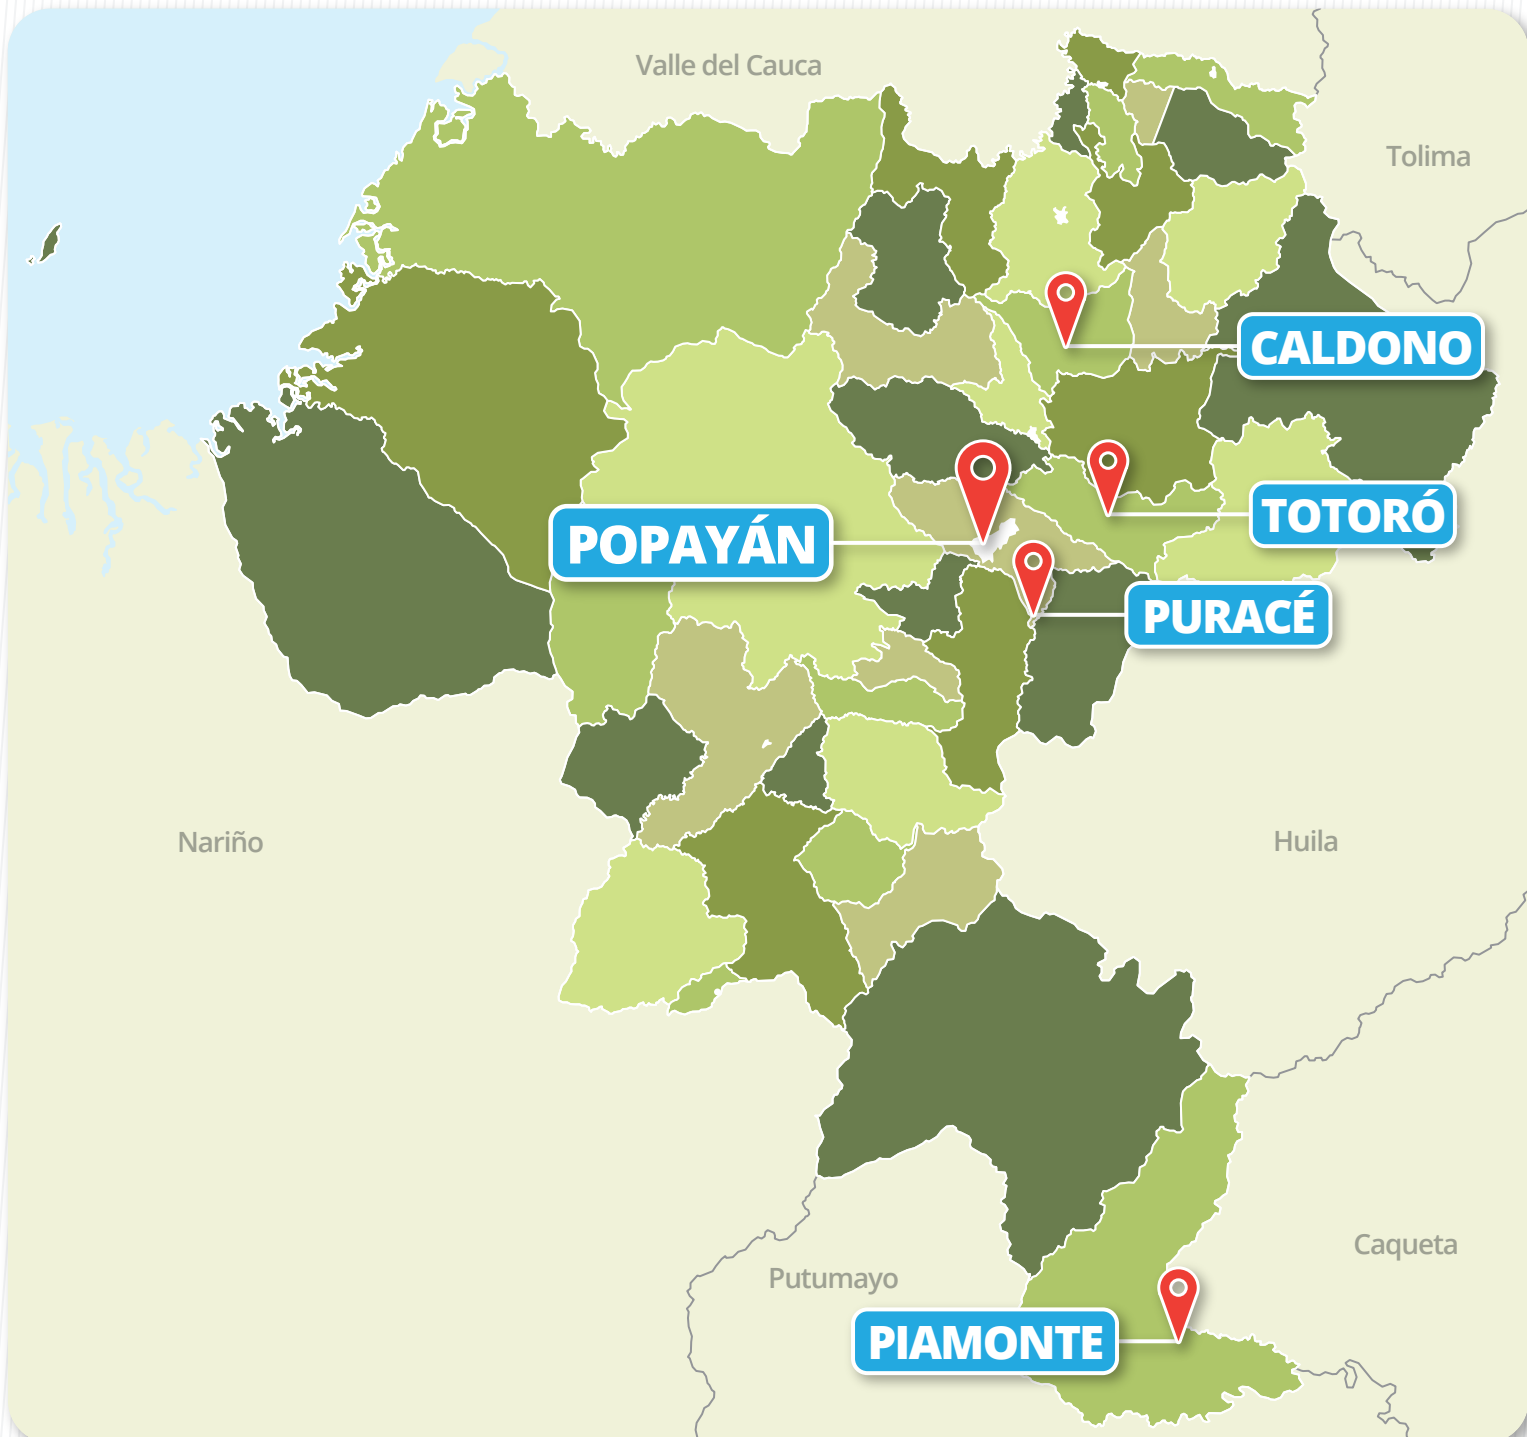 Valle del Cauca
Tolima
CALDONO
TOTORÓ
POPAYÁN
PURACÉ
Nariño
Huila
Caqueta
Putumayo
PIAMONTE